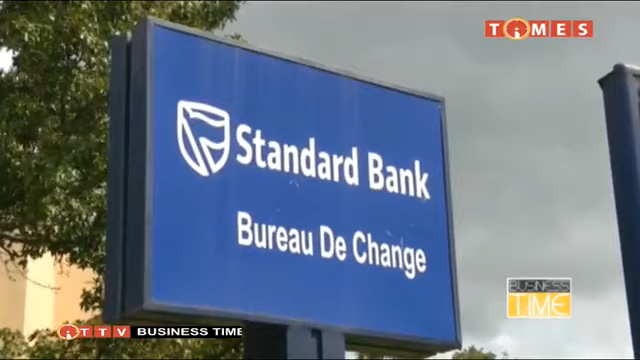 TiMES
Standard Bank
Bureau De Change
BUSINESS
TIME
TTV BUSINESS TIME